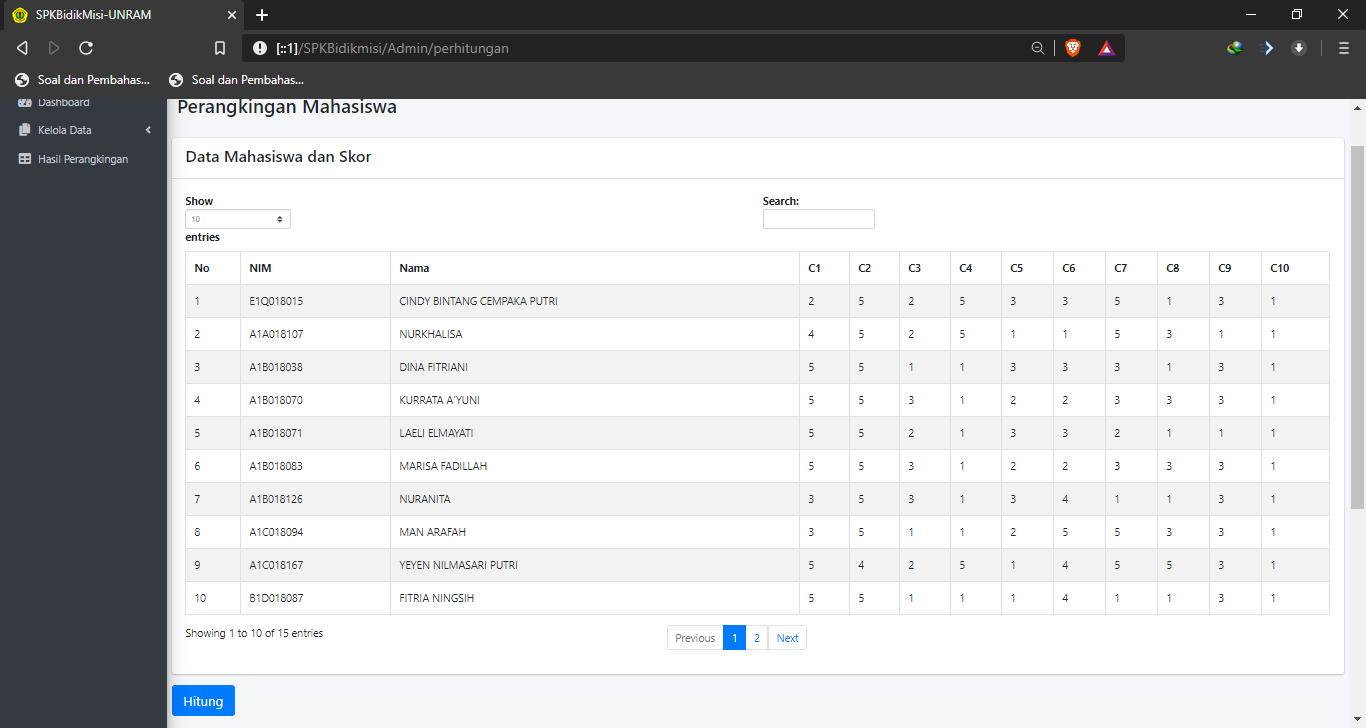 SPKBidikMisi-UNRAM
[::1]/SPKBidikmisi/Admin/perhitungan
Soal dan Pembahas... Soal dan Pembahas...
Dashboard
Kelola Data
Hasil Perangkingan
Perangkingan Mahasiswa
Data Mahasiswa dan Skor
Show
10
entries
Search:
No NIM Nama C1 C2 C3 C4 C5 C6 C7 C8 C9 C10
1 E1Q018015 CINDY BINTANG CEMPAKA PUTRI 2 5 2 5 3 3 5 1 3 1
2 A1A018107 NURKHALISA 4 5 2 5 1 1 5 3 1 1
3 A1B018038 DINA FITRIANI 5 5 1 1 3 3 3 1 3 1
4 A1B018070 KURRATA A'YUNI 5 5 3 1 2 2 3 3 3 1
5 A1B018071 LAELI ELMAYATI 5 5 2 1 3 3 2 1 1 1
6 A1B018083 MARISA FADILLAH 5 5 3 1 2 2 3 3 3 1
7 A1B018126 NURANITA 3 5 3 1 3 4 1 1 3 1
8 A1C018094 MAN ARAFAH 3 5 1 1 2 5 5 3 3 1
9 A1C018167 YEYEN NILMASARI PUTRI 5 4 2 5 1 4 5 5 3 1
10 B1D018087 FITRIA NINGSIH 5 5 1 1 1 4 1 1 3 1
Showing 1 to 10 of 15 entries
Previous 1 2 Next
Hitung